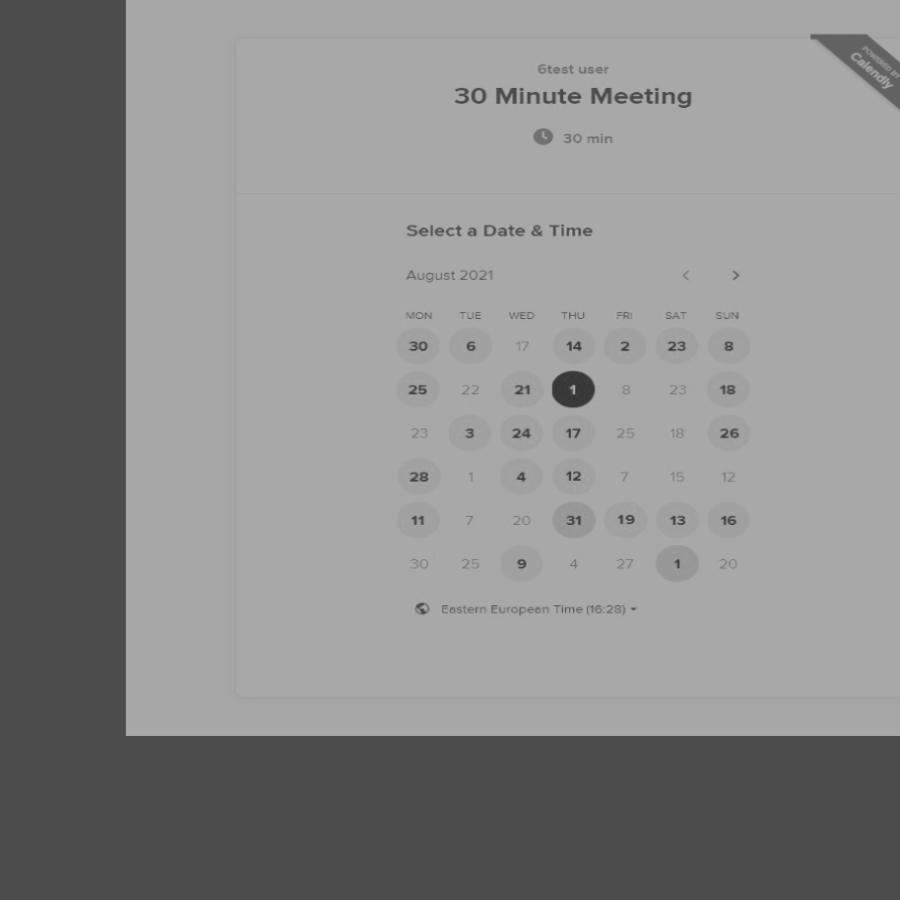 POWERED BY
Calendly
6test user
30 Minute Meeting
30 min
Select a Date & Time
August 2021
MON TUE WED THU FRI SAT SUN
30 6 17 14 2 23 8
25 22 21 1 8 23 18
23 3 24 17 25 18 26
28 1 4 12 7 15 12
11 7 20 31 19 13 16
30 25 9 4 27 1 20
Eastern European Time (16:28)